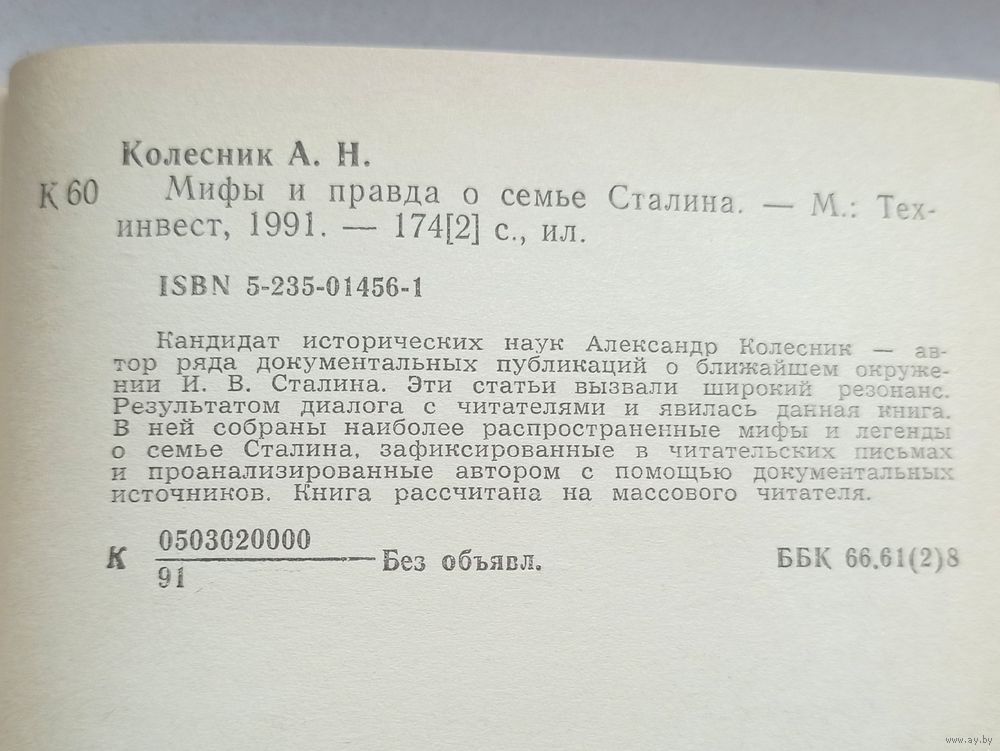 Колесник А. Н.
К 60 Мифы и правда о семье Сталина. — М.: Тех-
инвест, 1991. — 174[2] с., ил.
ISBN 5-235-01456-1
Кандидат исторических наук Александр Колесник — ав-
тор ряда документальных публикаций о ближайшем окруже-
нии И. В. Сталина. Эти статьи вызвали широкий резонанс.
Результатом диалога с читателями и явилась данная книга.
В ней собраны наиболее распространенные мифы и легенды
о семье Сталина, зафиксированные в читательских письмах
и проанализированные автором с помощью документальных
источников. Книга рассчитана на массового читателя.
0503020000
К Без объявл. ББК 66.61(2)8
91
www.ay.by